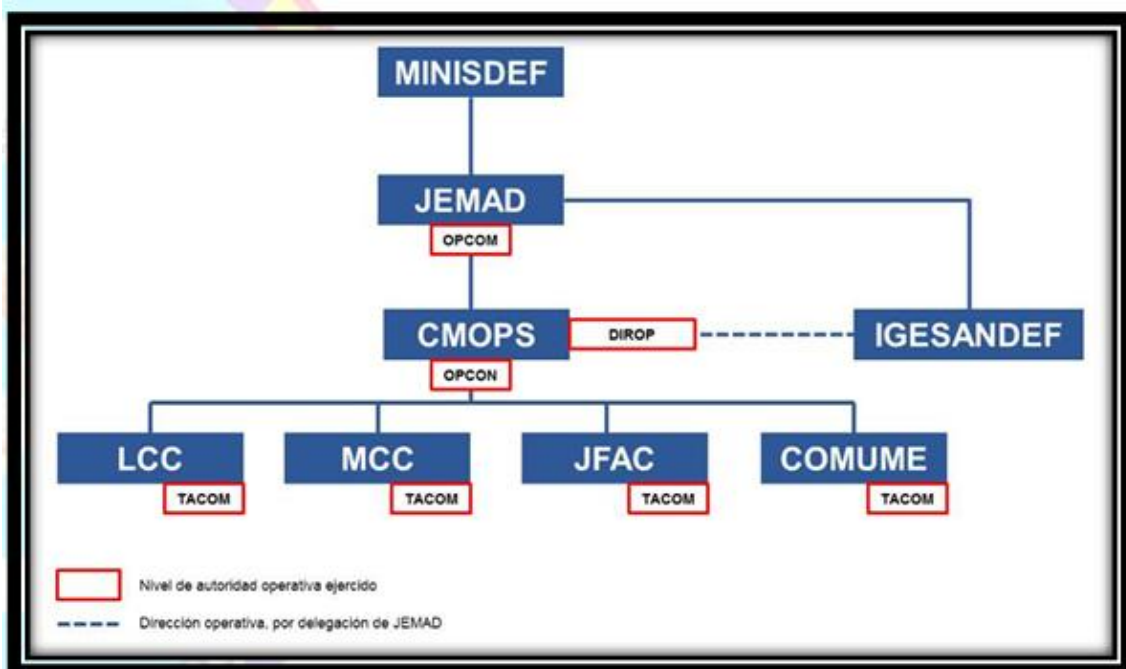 MINISDEF
JEMAD
OPCOM
CMOPS
DIROP
IGESANDEF
OPCON
LCC
MCC
JFAC
COMUME
TACOM
TACOM
TACOM
TACOM
Nivel de autoridad operativa ejercido
Dirección operativa, por delegación de JEMAD